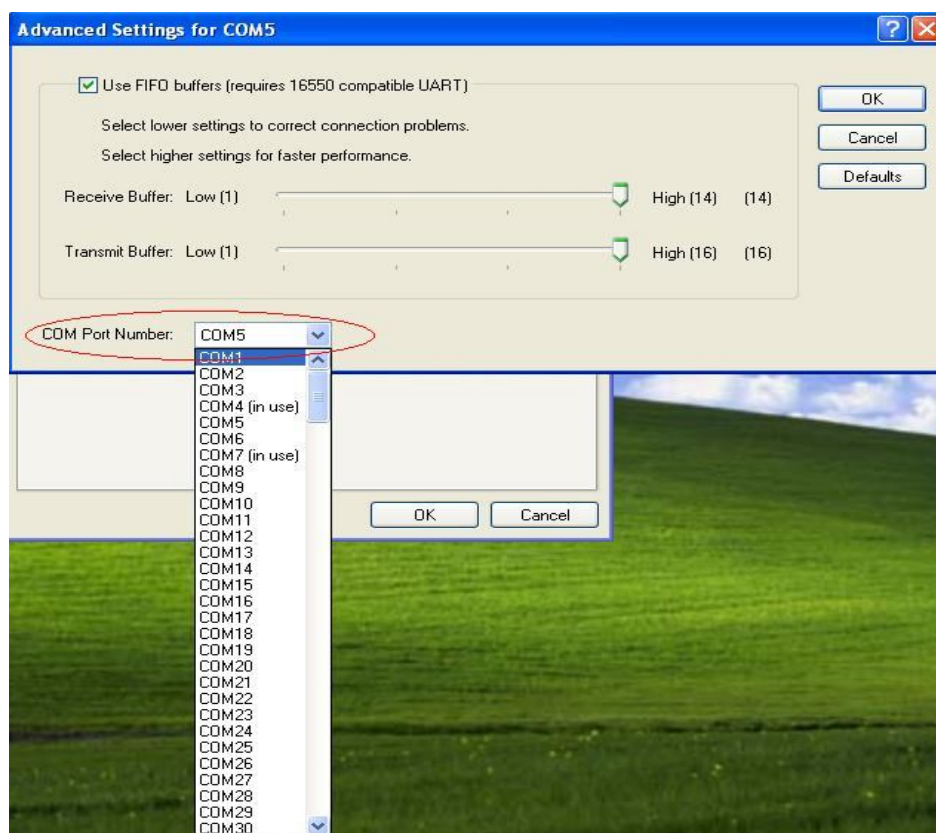 Advanced Settings for COM5
Use FIFO buffers (requires 16550 compatible UART)
OK
Select lower settings to correct connection problems.
Cancel
Select higher settings for faster performance.
Defaults
Receive Buffer: Low (1) High (14) (14)
Transmit Buffer: Low (1) High (16) (16)
COM Port Number: COM5
COM1
COM2
COM3
COM4 (in use)
COM5
COM6
COM7 (in use)
COM8
COM9
COM10
COM11
OK Cancel
COM12
COM13
COM14
COM15
COM16
COM17
COM18
COM19
COM20
COM21
COM22
COM23
COM24
COM25
COM26
COM27
COM28
COM29
COM30